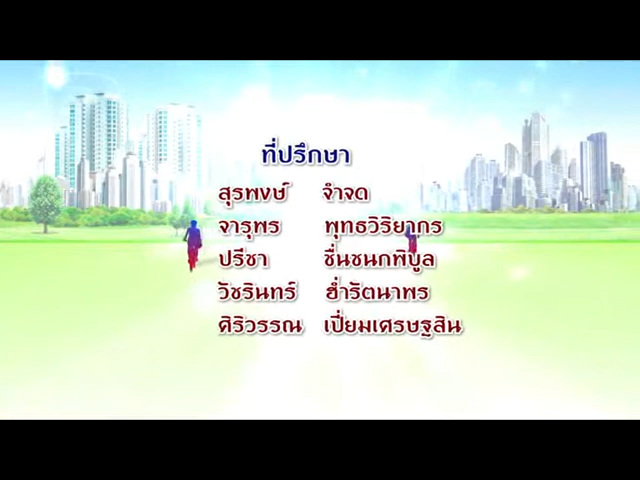 ที่ปรึกษา
สุรพงษ์ จำจด
จารุพร พุทธวิริยากร
ปรีชา ชื่นชนกพิบูล
วัชรินทร์ ฮ่ำรัตนาพร
ศิริวรรณ เปี่ยมเศรษฐสิน